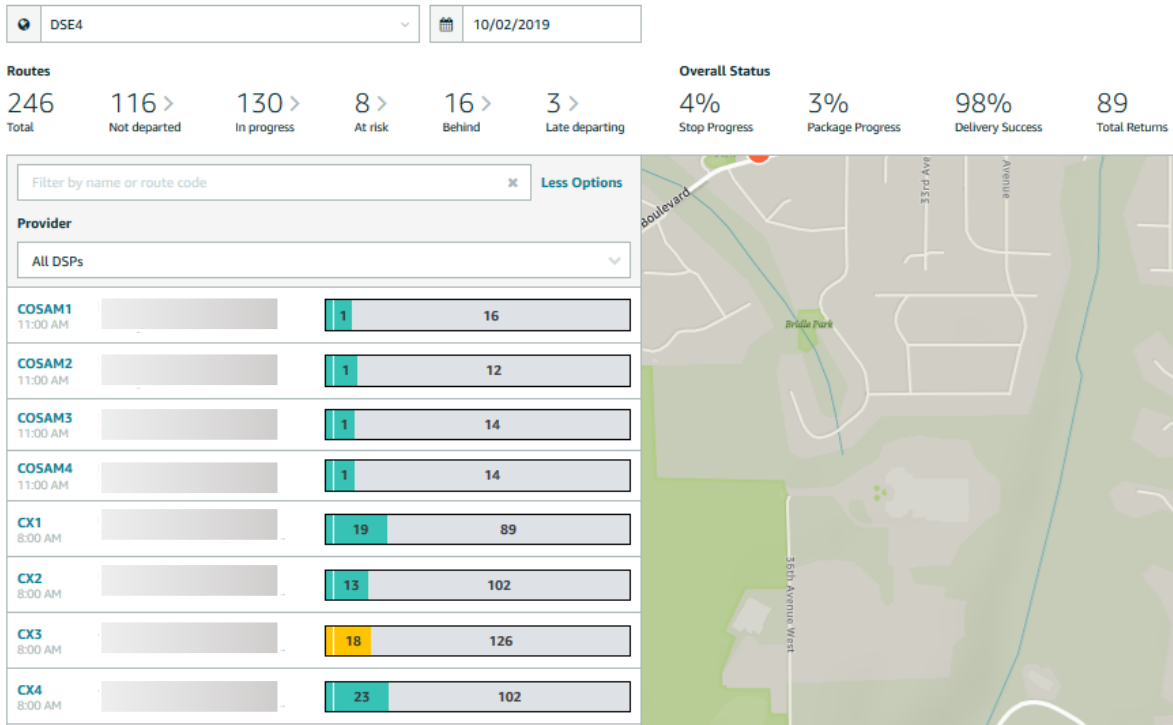 DSE4
10/02/2019
Routes
Overall Status
246
116
130
8
16
3
4%
3%
98%
89
Total
Not departed
In progress
At risk
Behind
Late departing
Stop Progress
Package Progress
Delivery Success
Total Returns
Filter by name or route code
Less Options
Provider
All DSPs
COSAM1
11:00 AM
1
16
COSAM2
11:00 AM
1
12
COSAM3
11:00 AM
1
14
COSAM4
11:00 AM
1
14
CX1
8:00 AM
19
89
CX2
8:00 AM
13
102
CX3
8:00 AM
18
126
CX4
8:00 AM
23
102
Boulevard
33rd Ave
Avenue
Bridle Park
36th Avenue West